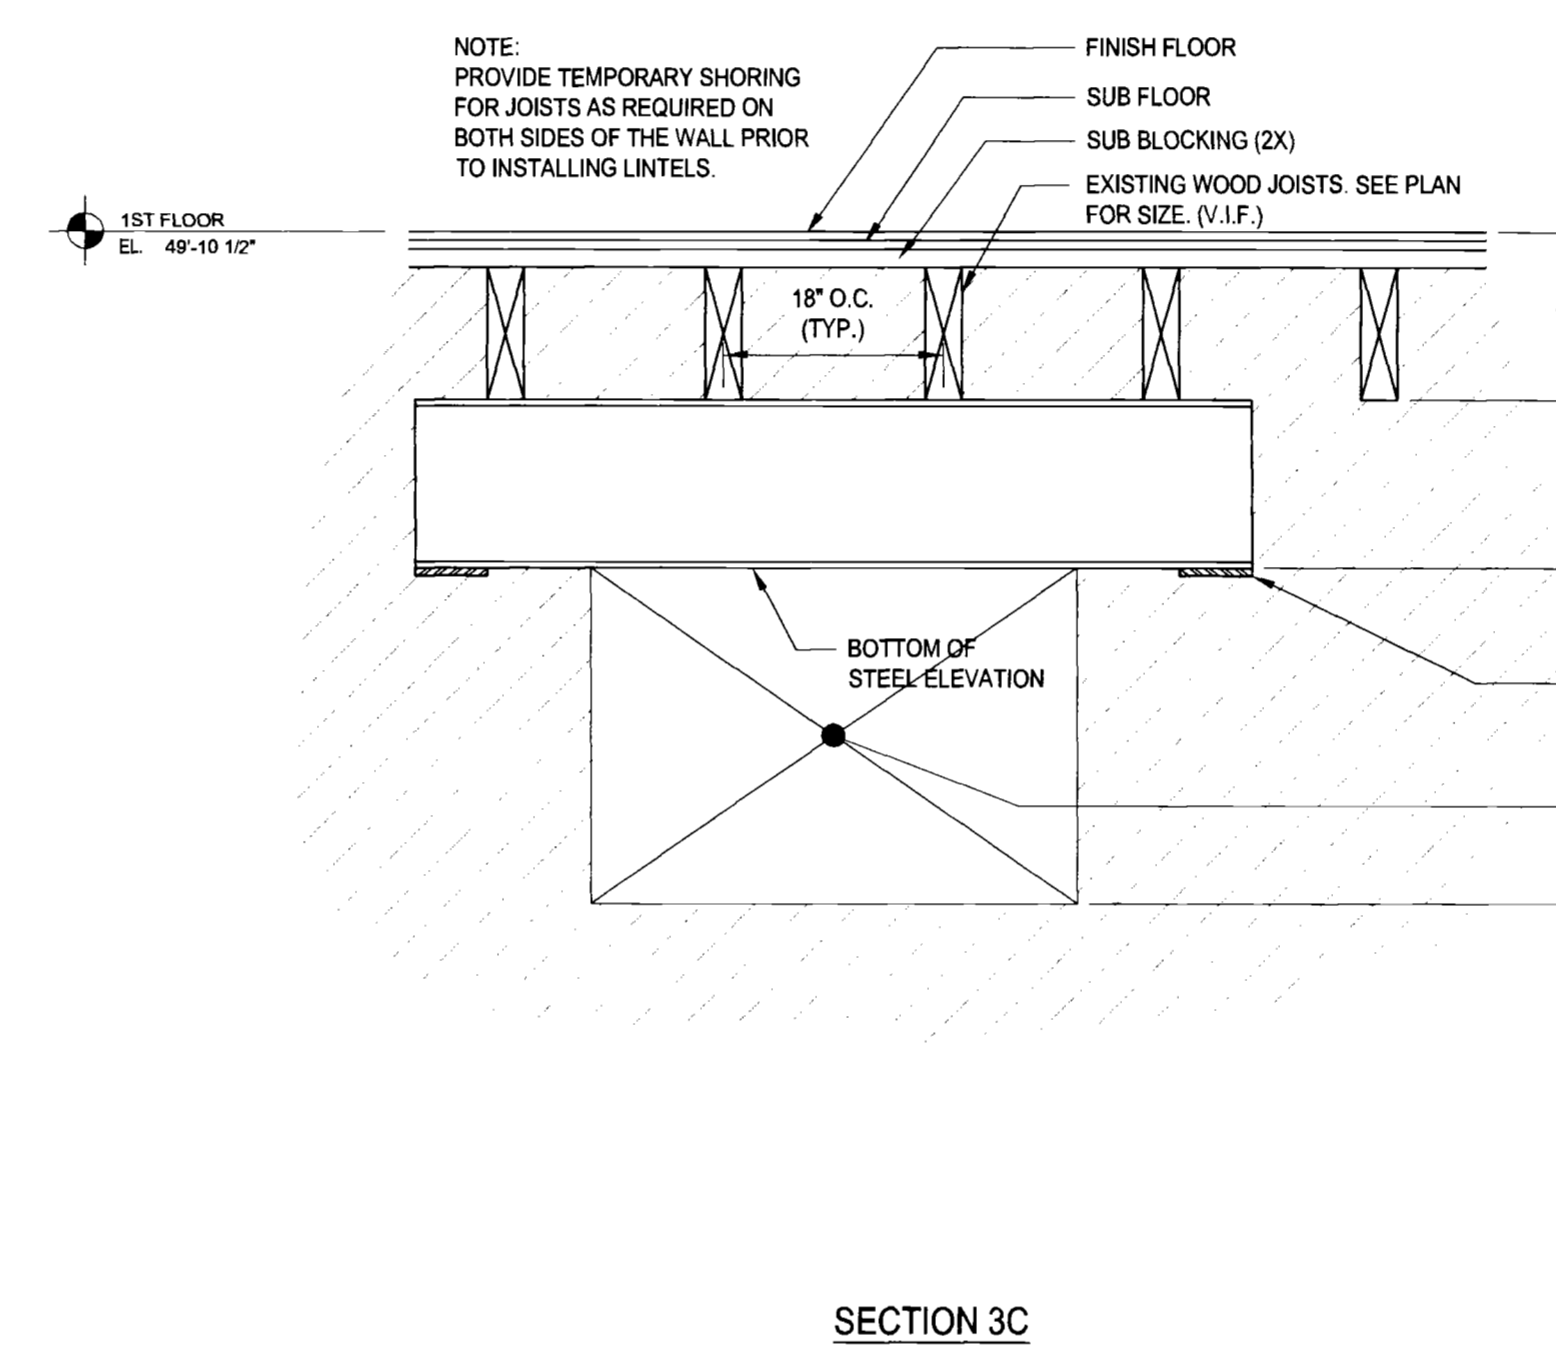 NOTE:
PROVIDE TEMPORARY SHORING
FOR JOISTS AS REQUIRED ON
BOTH SIDES OF THE WALL PRIOR
TO INSTALLING LINTELS.
FINISH FLOOR
SUB FLOOR
SUB BLOCKING (2X)
EXISTING WOOD JOISTS. SEE PLAN
FOR SIZE. (V.I.F.)
1ST FLOOR
EL. 49'-10 1/2"
18" O.C.
(TYP.)
BOTTOM OF
STEEL ELEVATION
SECTION 3C